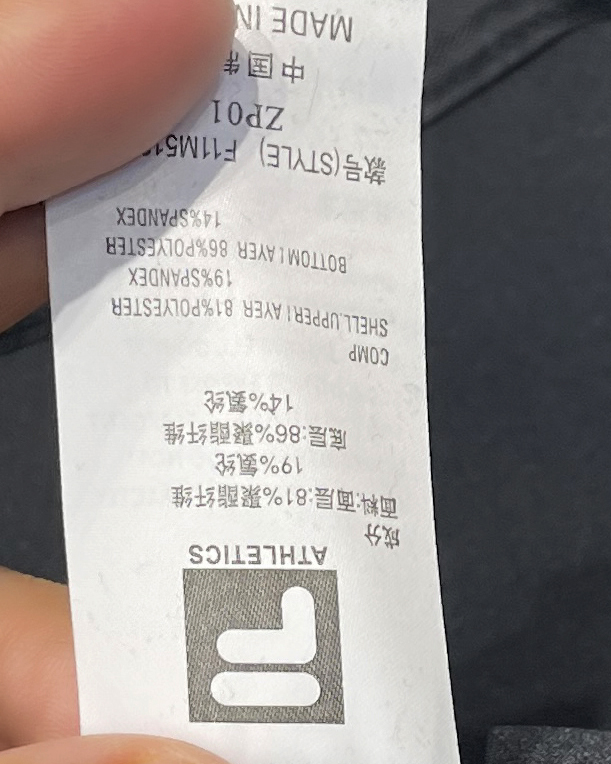 ATHLETICS
成分
面料:面层:81%聚酯纤维
19%氨纶
底层:86%聚酯纤维
14%氨纶
COMP
SHELL:UPPER LAYER 81%POLYESTER
19%SPANDEX
BOTTOM LAYER 86%POLYESTER
14%SPANDEX
款号(STYLE) F11M51
ZP01
中国
MADE IN